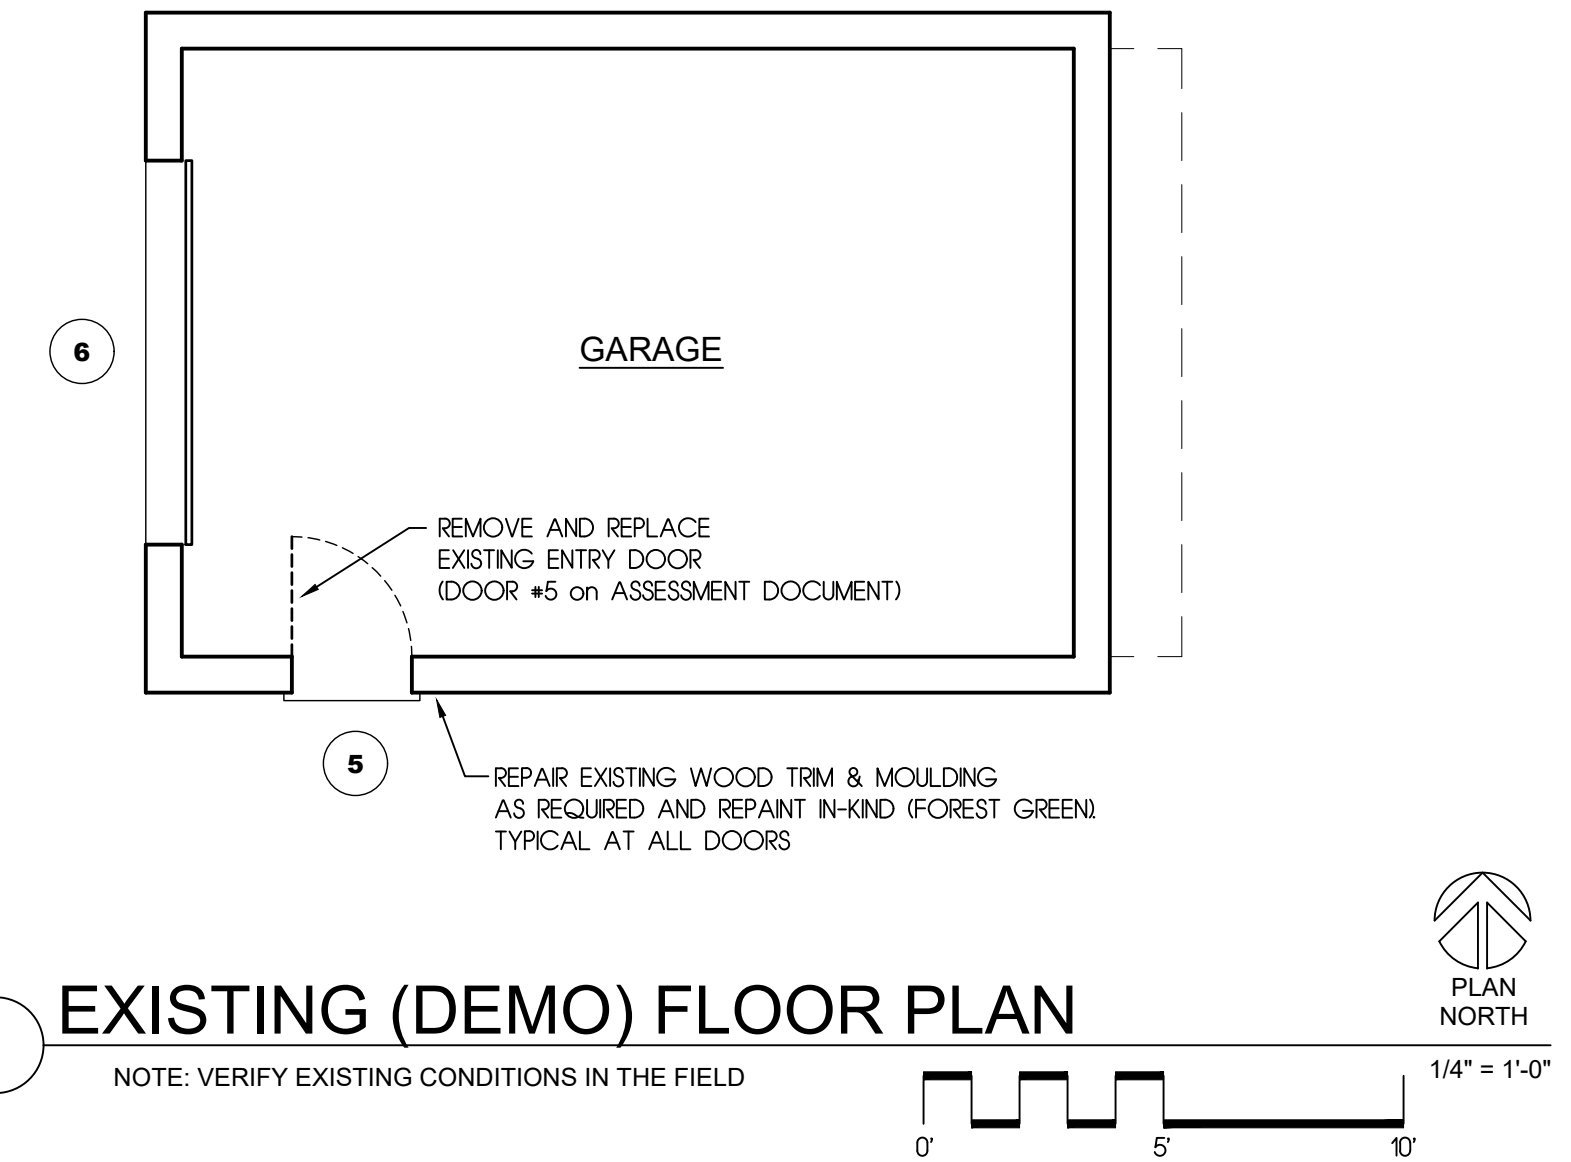 6
GARAGE
REMOVE AND REPLACE
EXISTING ENTRY DOOR
(DOOR #5 on ASSESSMENT DOCUMENT)
5
REPAIR EXISTING WOOD TRIM & MOULDING
AS REQUIRED AND REPAINT IN-KIND (FOREST GREEN).
TYPICAL AT ALL DOORS
PLAN
NORTH
EXISTING (DEMO) FLOOR PLAN
NOTE: VERIFY EXISTING CONDITIONS IN THE FIELD
1/4" = 1'-0"
0' 5' 10'